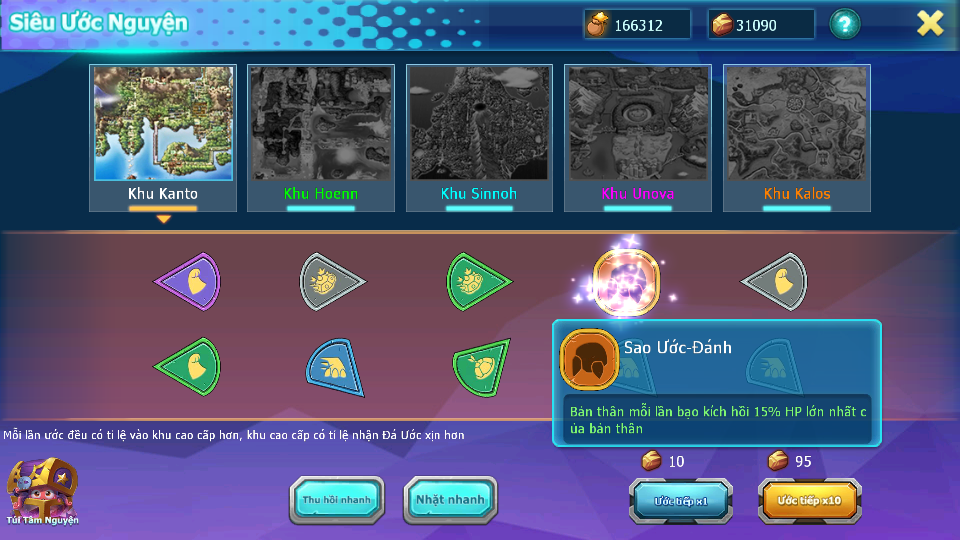 Siêu Ước Nguyện
166312
31090
?
Khu Kanto
Khu Hoenn
Khu Sinnoh
Khu Unova
Khu Kalos
Sao Ước-Đánh
Bản thân mỗi lần bạo kích hồi 15% HP lớn nhất c
ủa bản thân
Mỗi lần ước đều có tỉ lệ vào khu cao cấp hơn, khu cao cấp có tỉ lệ nhận Đá Ước xịn hơn
10
95
Túi Tâm Nguyện
Thu hồi nhanh
Nhặt nhanh
Ước tiếp x1
Ước tiếp x10